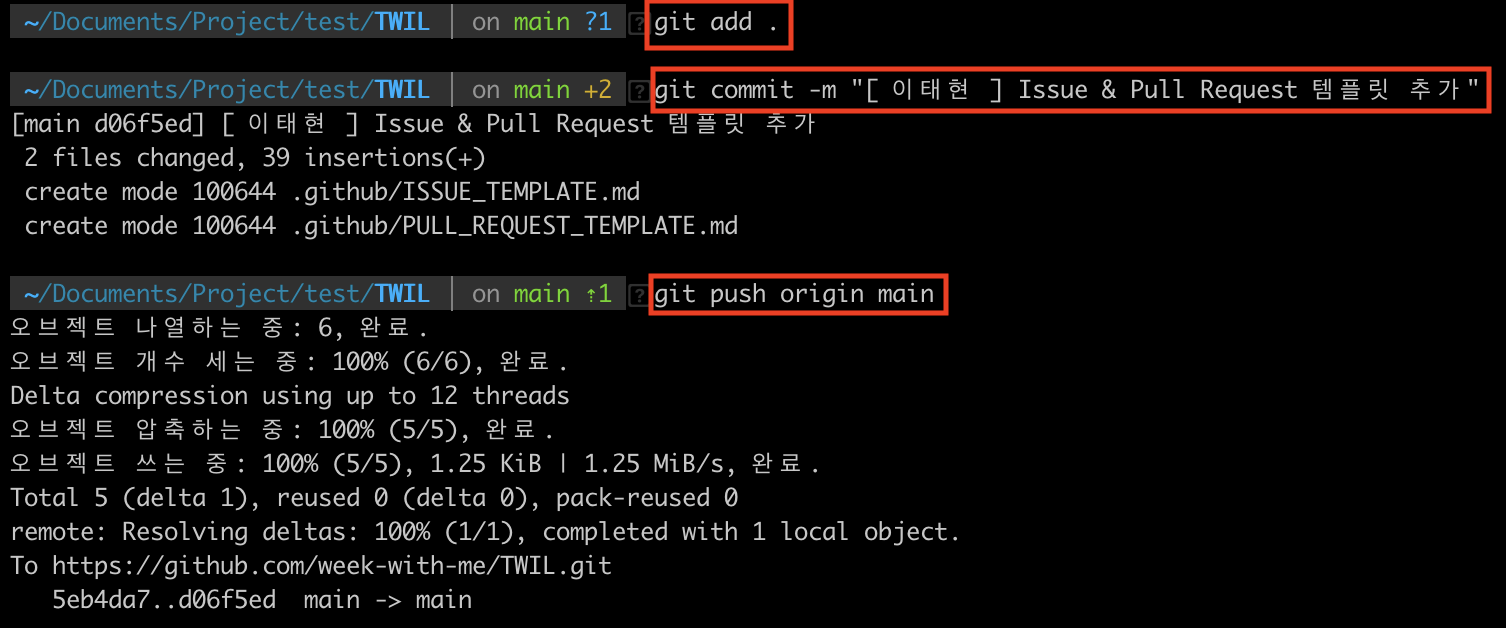 ~/Documents/Project/test/TWIL | on main ?1 ? git add .
~/Documents/Project/test/TWIL | on main +2 ? git commit -m "[ 이태현 ] Issue & Pull Request 템플릿 추가"
[main d06f5ed] [ 이태현 ] Issue & Pull Request 템플릿 추가
2 files changed, 39 insertions(+)
create mode 100644 .github/ISSUE_TEMPLATE.md
create mode 100644 .github/PULL_REQUEST_TEMPLATE.md
~/Documents/Project/test/TWIL | on main ⇡1 ? git push origin main
오브젝트 나열하는 중: 6, 완료.
오브젝트 개수 세는 중: 100% (6/6), 완료.
Delta compression using up to 12 threads
오브젝트 압축하는 중: 100% (5/5), 완료.
오브젝트 쓰는 중: 100% (5/5), 1.25 KiB | 1.25 MiB/s, 완료.
Total 5 (delta 1), reused 0 (delta 0), pack-reused 0
remote: Resolving deltas: 100% (1/1), completed with 1 local object.
To https://github.com/week-with-me/TWIL.git
5eb4da7..d06f5ed  main -> main